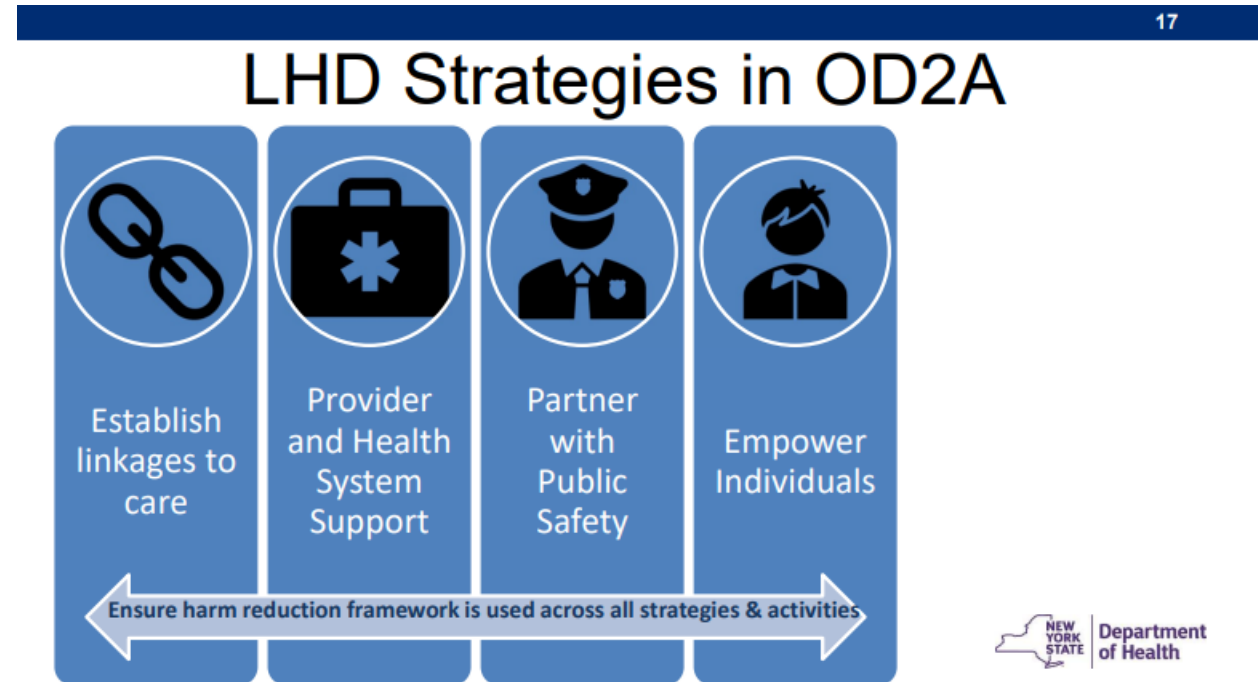 17
LHD Strategies in OD2A
Establish
linkages to
care
Provider
and Health
System
Support
Partner
with
Public
Safety
Empower
Individuals
Ensure harm reduction framework is used across all strategies & activities
NEW
YORK
STATE
Department
of Health